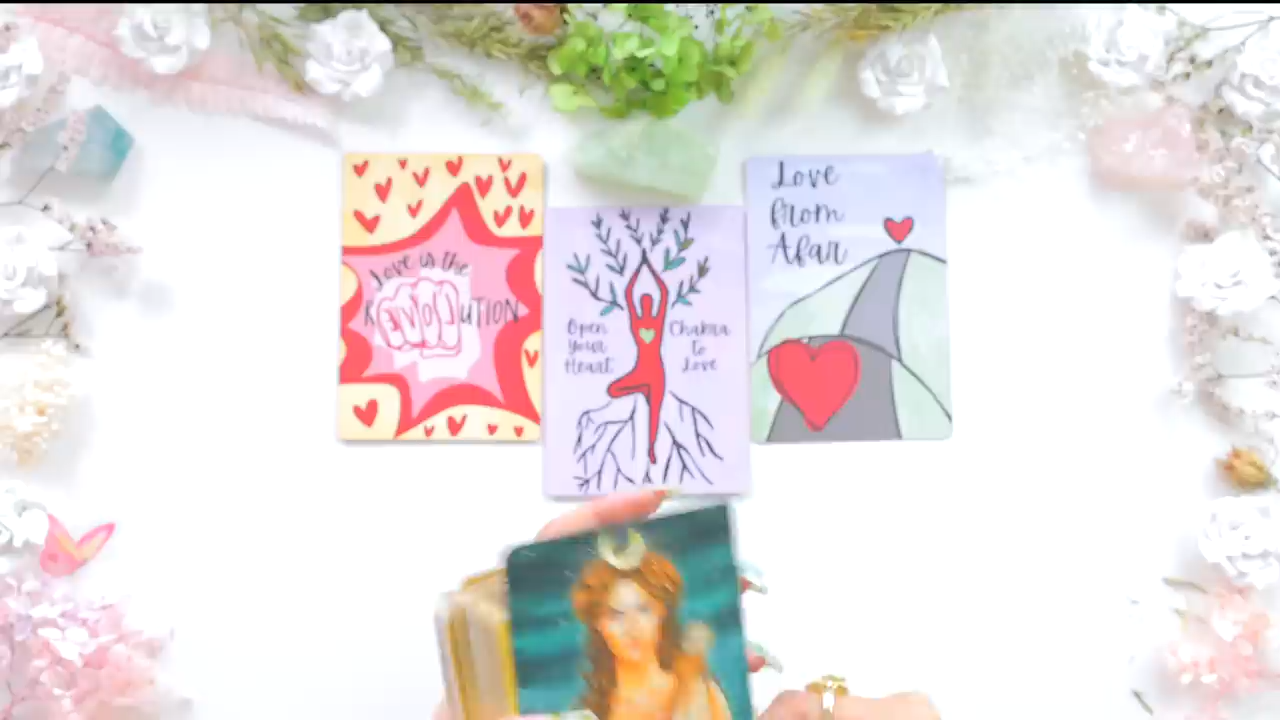 Love is the
REVOLUTION
Open
Your
Heart
Chakra
to
Love
Love
from
Afar